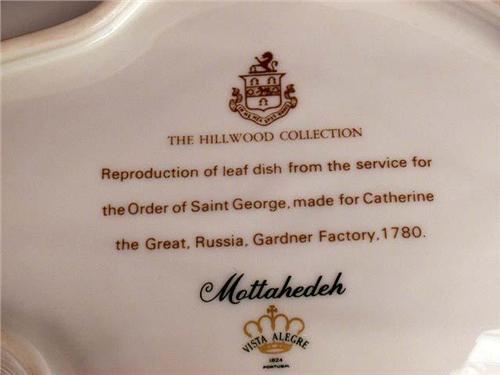 THE HILLWOOD COLLECTION
Reproduction of leaf dish from the service for
the Order of Saint George, made for Catherine
the Great, Russia, Gardner Factory, 1780.
Mottahedeh
VISTA ALEGRE
1824
PORTUGAL